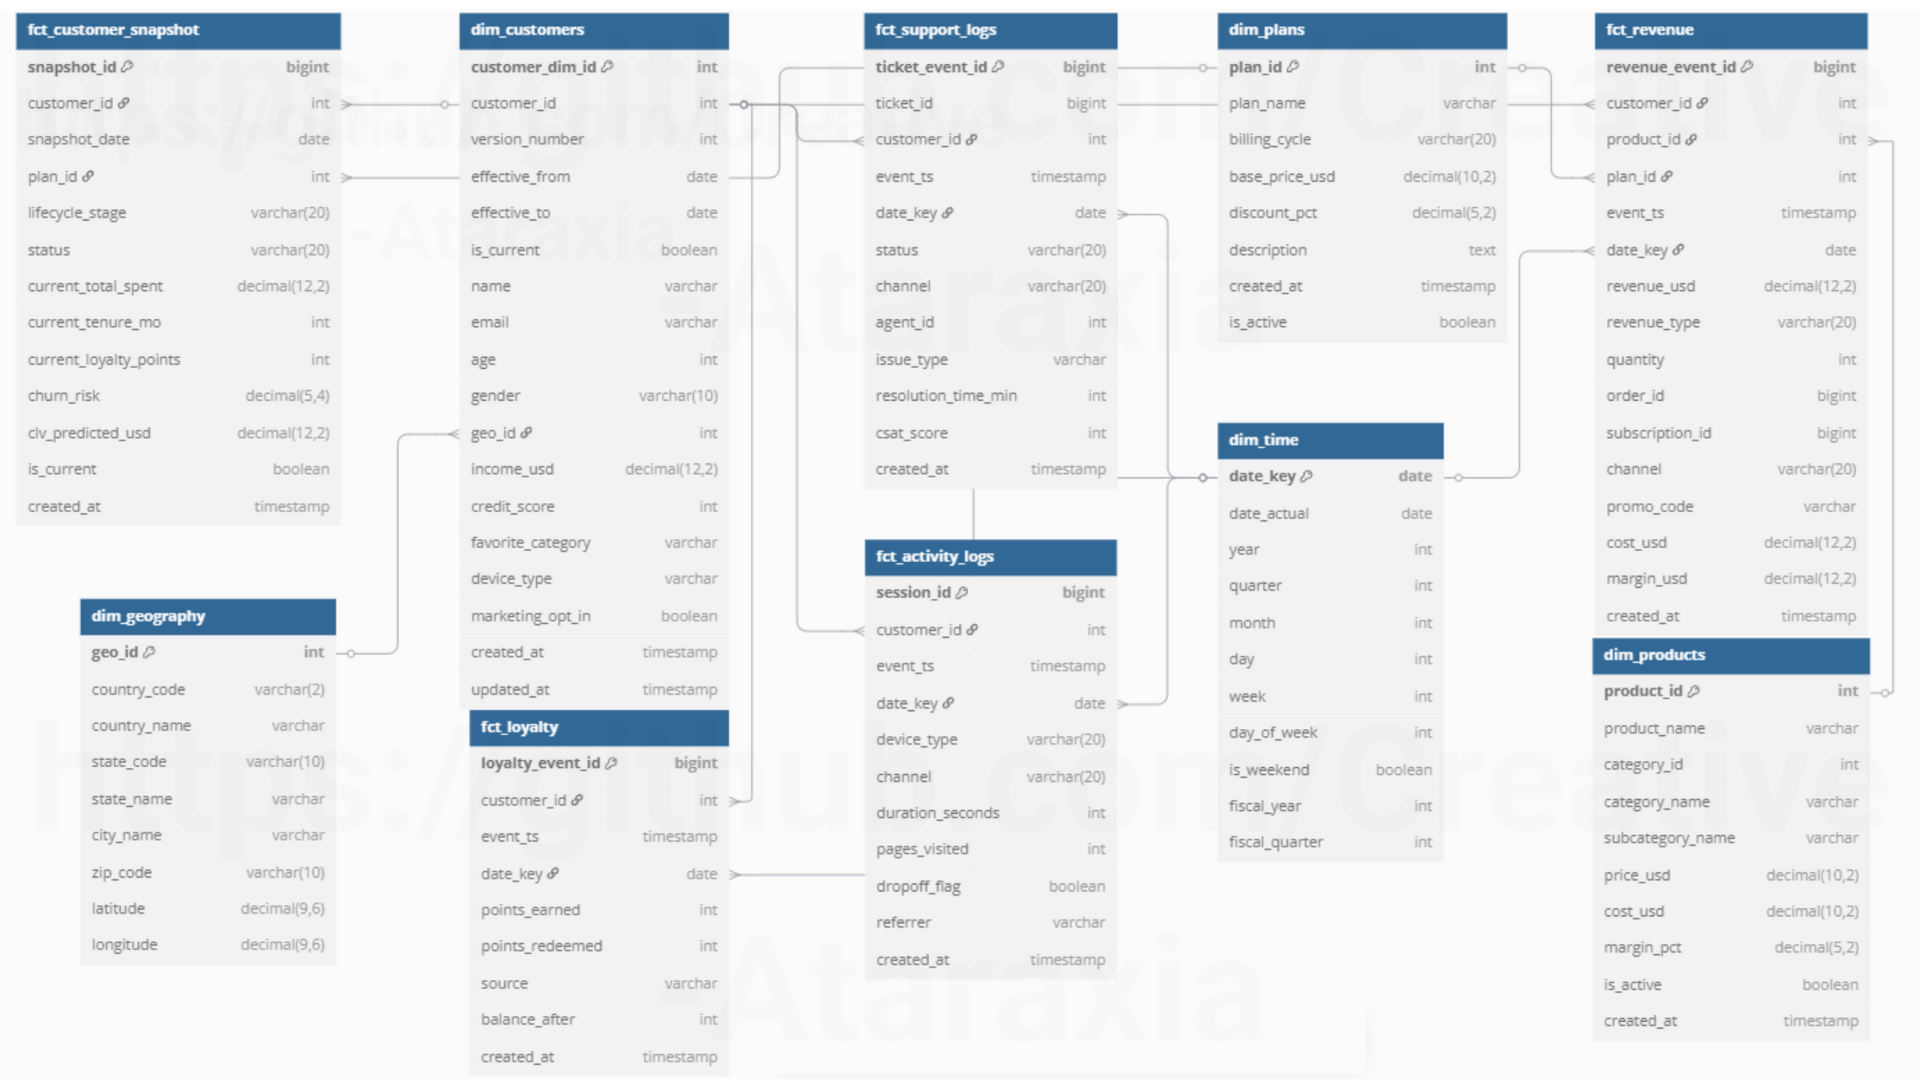 fct_customer_snapshot
snapshot_id bigint
customer_id int
snapshot_date date
plan_id int
lifecycle_stage varchar(20)
status varchar(20)
current_total_spent decimal(12,2)
current_tenure_mo int
current_loyalty_points int
churn_risk decimal(5,4)
clv_predicted_usd decimal(12,2)
is_current boolean
created_at timestamp
dim_geography
geo_id int
country_code varchar(2)
country_name varchar
state_code varchar(10)
state_name varchar
city_name varchar
zip_code varchar(10)
latitude decimal(9,6)
longitude decimal(9,6)
dim_customers
customer_dim_id int
customer_id int
version_number int
effective_from date
effective_to date
is_current boolean
name varchar
email varchar
age int
gender varchar(10)
geo_id int
income_usd decimal(12,2)
credit_score int
favorite_category varchar
device_type varchar
marketing_opt_in boolean
created_at timestamp
updated_at timestamp
fct_loyalty
loyalty_event_id bigint
customer_id int
event_ts timestamp
date_key date
points_earned int
points_redeemed int
source varchar
balance_after int
created_at timestamp
fct_support_logs
ticket_event_id bigint
ticket_id bigint
customer_id int
event_ts timestamp
date_key date
status varchar(20)
channel varchar(20)
agent_id int
issue_type varchar
resolution_time_min int
csat_score int
created_at timestamp
fct_activity_logs
session_id bigint
customer_id int
event_ts timestamp
date_key date
device_type varchar(20)
channel varchar(20)
duration_seconds int
pages_visited int
dropoff_flag boolean
referrer varchar
created_at timestamp
dim_plans
plan_id int
plan_name varchar
billing_cycle varchar(20)
base_price_usd decimal(10,2)
discount_pct decimal(5,2)
description text
created_at timestamp
is_active boolean
dim_time
date_key date
date_actual date
year int
quarter int
month int
day int
week int
day_of_week int
is_weekend boolean
fiscal_year int
fiscal_quarter int
fct_revenue
revenue_event_id bigint
customer_id int
product_id int
plan_id int
event_ts timestamp
date_key date
revenue_usd decimal(12,2)
revenue_type varchar(20)
quantity int
order_id bigint
subscription_id bigint
channel varchar(20)
promo_code varchar
cost_usd decimal(12,2)
margin_usd decimal(12,2)
created_at timestamp
dim_products
product_id int
product_name varchar
category_id int
category_name varchar
subcategory_name varchar
price_usd decimal(10,2)
cost_usd decimal(10,2)
margin_pct decimal(5,2)
is_active boolean
created_at timestamp
https://github.com/Creative
-Ataraxia
https://github.com/Creative
-Ataraxia
https://github.com/Creative
-Ataraxia